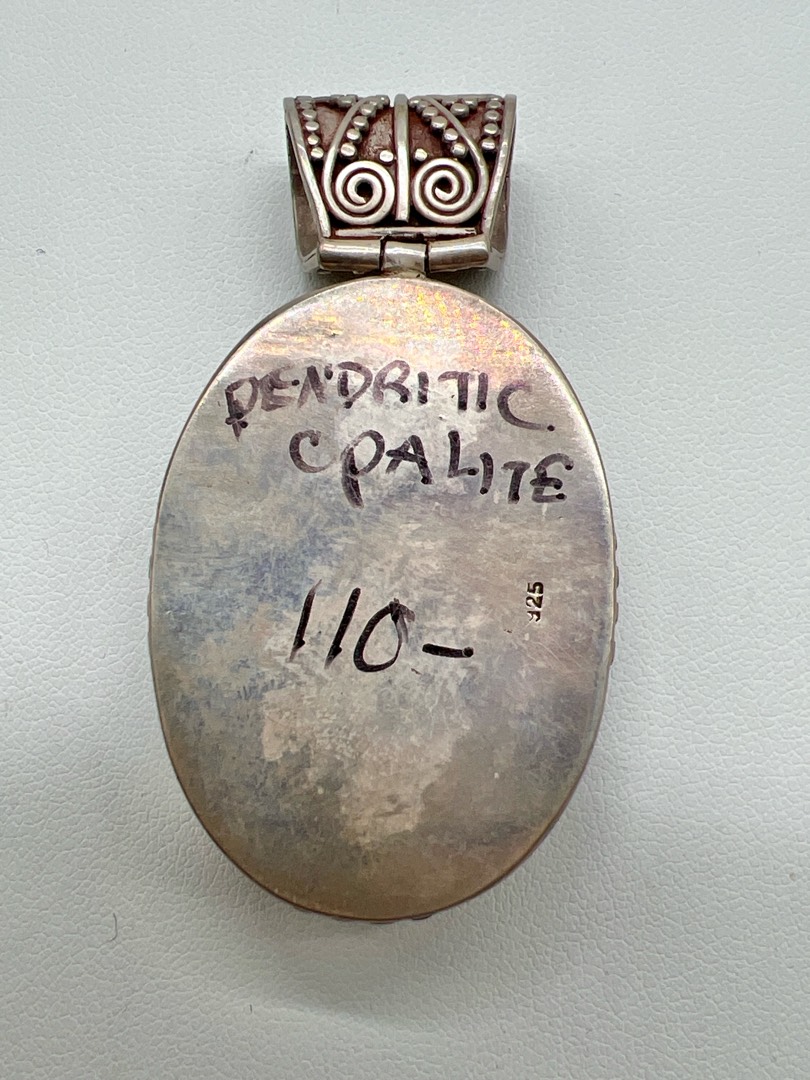 DENDRITIC
OPALITE
925
110-